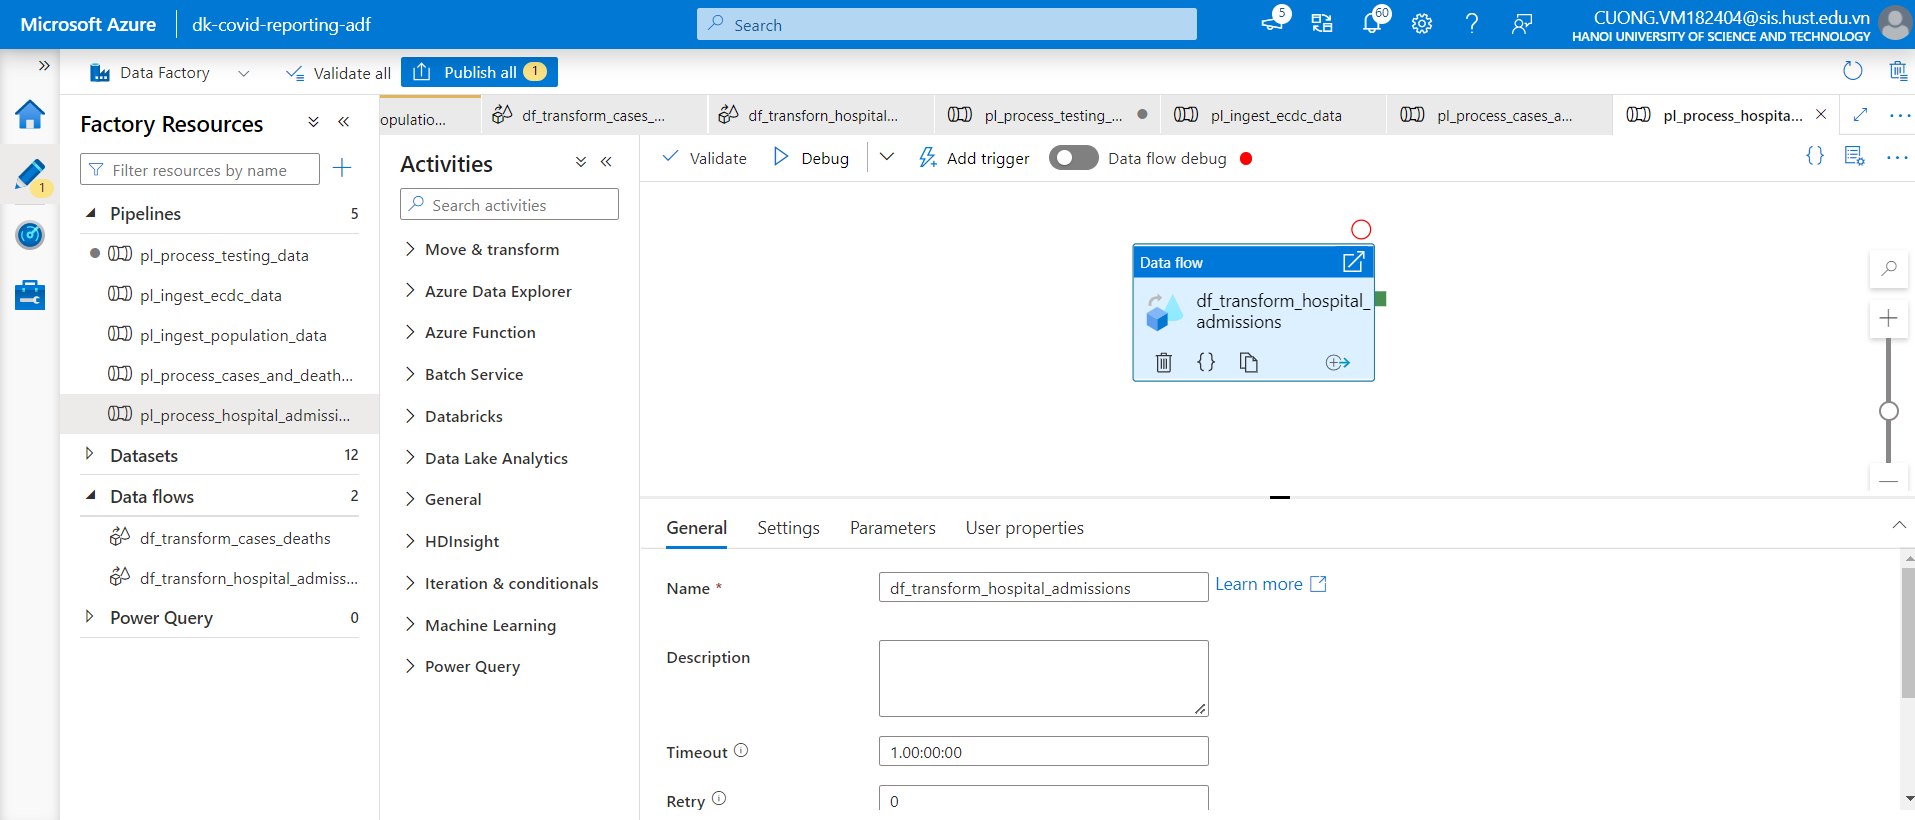 Microsoft Azure
dk-covid-reporting-adf
Search
5
60
CUONG.VM182404@sis.hust.edu.vn
HANOI UNIVERSITY OF SCIENCE AND TECHNOLOGY
Data Factory
Validate all
Publish all 1
1
Factory Resources
Filter resources by name
Pipelines 5
pl_process_testing_data
pl_ingest_ecdc_data
pl_ingest_population_data
pl_process_cases_and_death...
pl_process_hospital_admissi...
Datasets 12
Data flows 2
df_transform_cases_deaths
df_transforn_hospital_admiss...
Power Query 0
opulatio...
df_transform_cases_...
df_transforn_hospital...
pl_process_testing_...
pl_ingest_ecdc_data
pl_process_cases_a...
pl_process_hospita...
Activities
Search activities
Move & transform
Azure Data Explorer
Azure Function
Batch Service
Databricks
Data Lake Analytics
General
HDInsight
Iteration & conditionals
Machine Learning
Power Query
Validate
Debug
Add trigger
Data flow debug
Data flow
df_transform_hospital_
admissions
General
Settings
Parameters
User properties
Name *
df_transform_hospital_admissions
Learn more
Description
Timeout
1.00:00:00
Retry
0